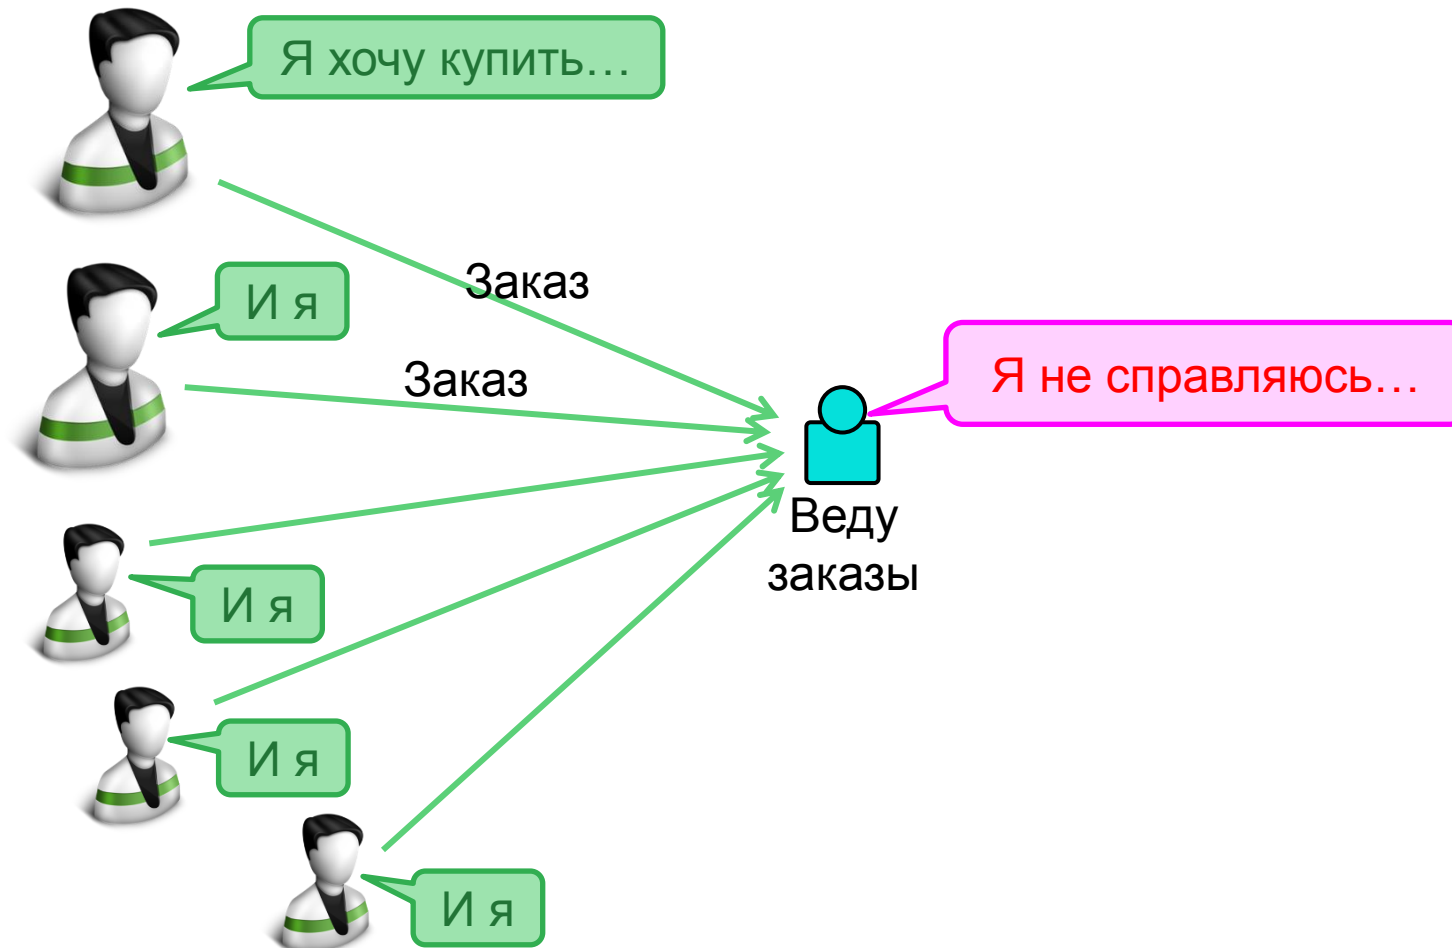 Я хочу купить…
Заказ
И я
Заказ
Я не справляюсь…
Веду
заказы
И я
И я
И я